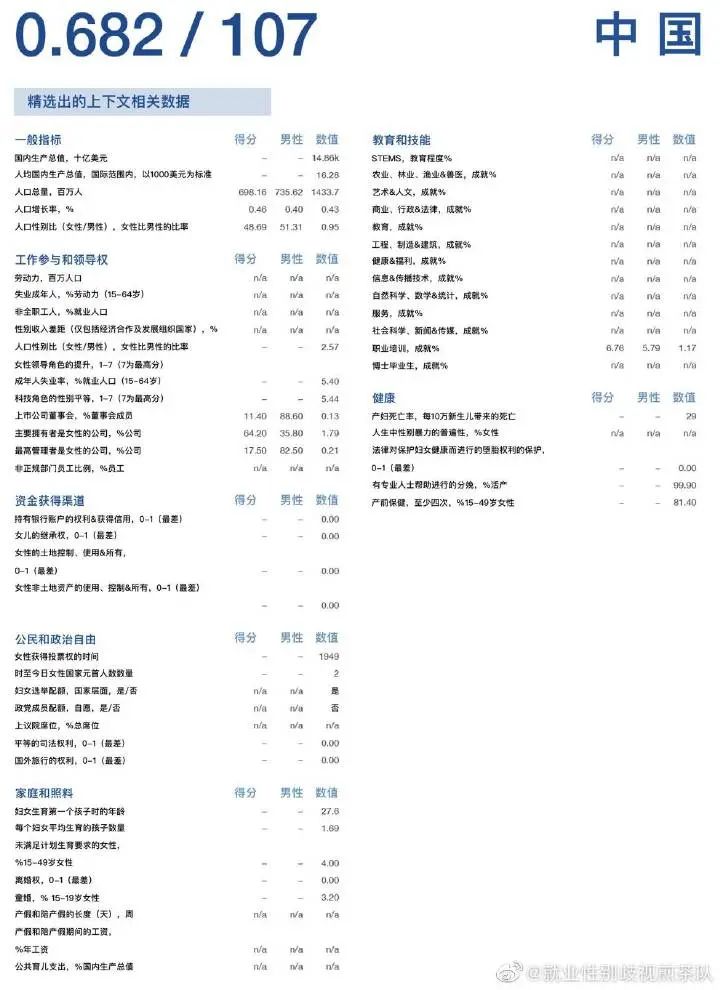 0.682 / 107
中国
精选出的上下文相关数据
一般指标 得分 男性 数值
国内生产总值，十亿美元 – – 14.86k
人均国内生产总值，国际范围内，以1000美元为标准 – – 16.28
人口总量，百万人 698.16 735.62 1433.7
人口增长率，% 0.46 0.40 0.43
人口性别比（女性/男性），女性比男性的比率 48.69 51.31 0.95
工作参与和领导权 得分 男性 数值
劳动力，百万人口 n/a n/a n/a
失业成年人，%劳动力（15-64岁） n/a n/a n/a
非全职工人，%就业人口 n/a n/a n/a
性别收入差距（仅包括经济合作及发展组织国家），% n/a n/a n/a
人口性别比（女性/男性），女性比男性的比率 – – 2.57
女性领导角色的提升，1-7（7为最高分）
成年人失业率，%就业人口（15-64岁） – – 5.40
科技角色的性别平等，1-7（7为最高分） – – 5.44
上市公司董事会，%董事会成员 11.40 88.60 0.13
主要拥有者是女性的公司，%公司 64.20 35.80 1.79
最高管理者是女性的公司，%公司 17.50 82.50 0.21
非正规部门员工比例，%员工 n/a n/a n/a
资金获得渠道 得分 男性 数值
持有银行账户的权利&获得信用，0-1（最差） – – 0.00
女儿的继承权，0-1（最差） – – 0.00
女性的土地控制、使用&所有，
0-1（最差） – – 0.00
女性非土地资产的使用、控制&所有，0-1（最差）
– – 0.00
公民和政治自由 得分 男性 数值
女性获得投票权的时间 – – 1949
时至今日女性国家元首人数数量 – – 2
妇女选举配额，国家层面，是/否 n/a n/a 是
政党成员配额，自愿，是/否 n/a n/a 否
上议院席位，%总席位 n/a n/a n/a
平等的司法权利，0-1（最差） – – 0.00
国外旅行的权利，0-1（最差） – – 0.00
家庭和照料 得分 男性 数值
妇女生育第一个孩子时的年龄 – – 27.6
每个妇女平均生育的孩子数量 – – 1.69
未满足计划生育要求的女性，
%15-49岁女性 – – 4.00
离婚权，0-1（最差） – – 0.00
童婚，% 15-19岁女性 – – 3.20
产假和陪产假的长度（天），周 n/a n/a n/a
产假和陪产假期间的工资，
%年工资 n/a n/a n/a
公共育儿支出，%国内生产总值 n/a n/a n/a
教育和技能 得分 男性 数值
STEMS，教育程度% n/a n/a n/a
农业、林业、渔业&兽医，成就% n/a n/a n/a
艺术&人文，成就% n/a n/a n/a
商业、行政&法律，成就% n/a n/a n/a
教育，成就% n/a n/a n/a
工程、制造&建筑，成就% n/a n/a n/a
健康&福利，成就% n/a n/a n/a
信息&传播技术，成就% n/a n/a n/a
自然科学、数学&统计，成就% n/a n/a n/a
服务，成就% n/a n/a n/a
社会科学、新闻&传媒，成就% n/a n/a n/a
职业培训，成就% 6.76 5.79 1.17
博士毕业生，成就% n/a n/a n/a
健康 得分 男性 数值
产妇死亡率，每10万新生儿带来的死亡 – – 29
人生中性别暴力的普遍性，%女性 n/a n/a n/a
法律对保护妇女健康而进行的堕胎权利的保护，
0-1（最差） – – 0.00
有专业人士帮助进行的分娩，%活产 – – 99.90
产前保健，至少四次，%15-49岁女性 – – 81.40
@就业性别歧视煎茶队